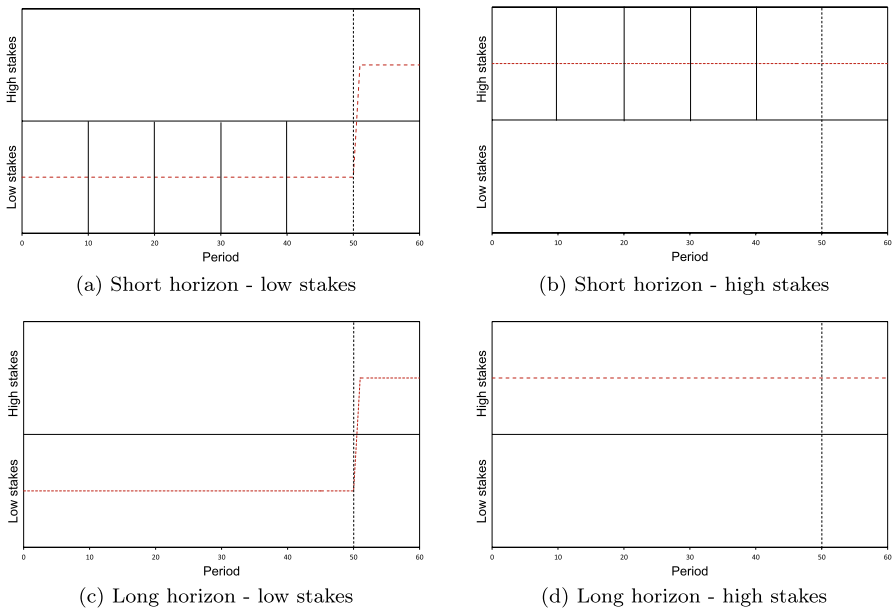 High stakes
Low stakes
0 10 20 30 40 50 60
Period
(a) Short horizon - low stakes
High stakes
Low stakes
0 10 20 30 40 50 60
Period
(b) Short horizon - high stakes
High stakes
Low stakes
0 10 20 30 40 50 60
Period
(c) Long horizon - low stakes
High stakes
Low stakes
0 10 20 30 40 50 60
Period
(d) Long horizon - high stakes